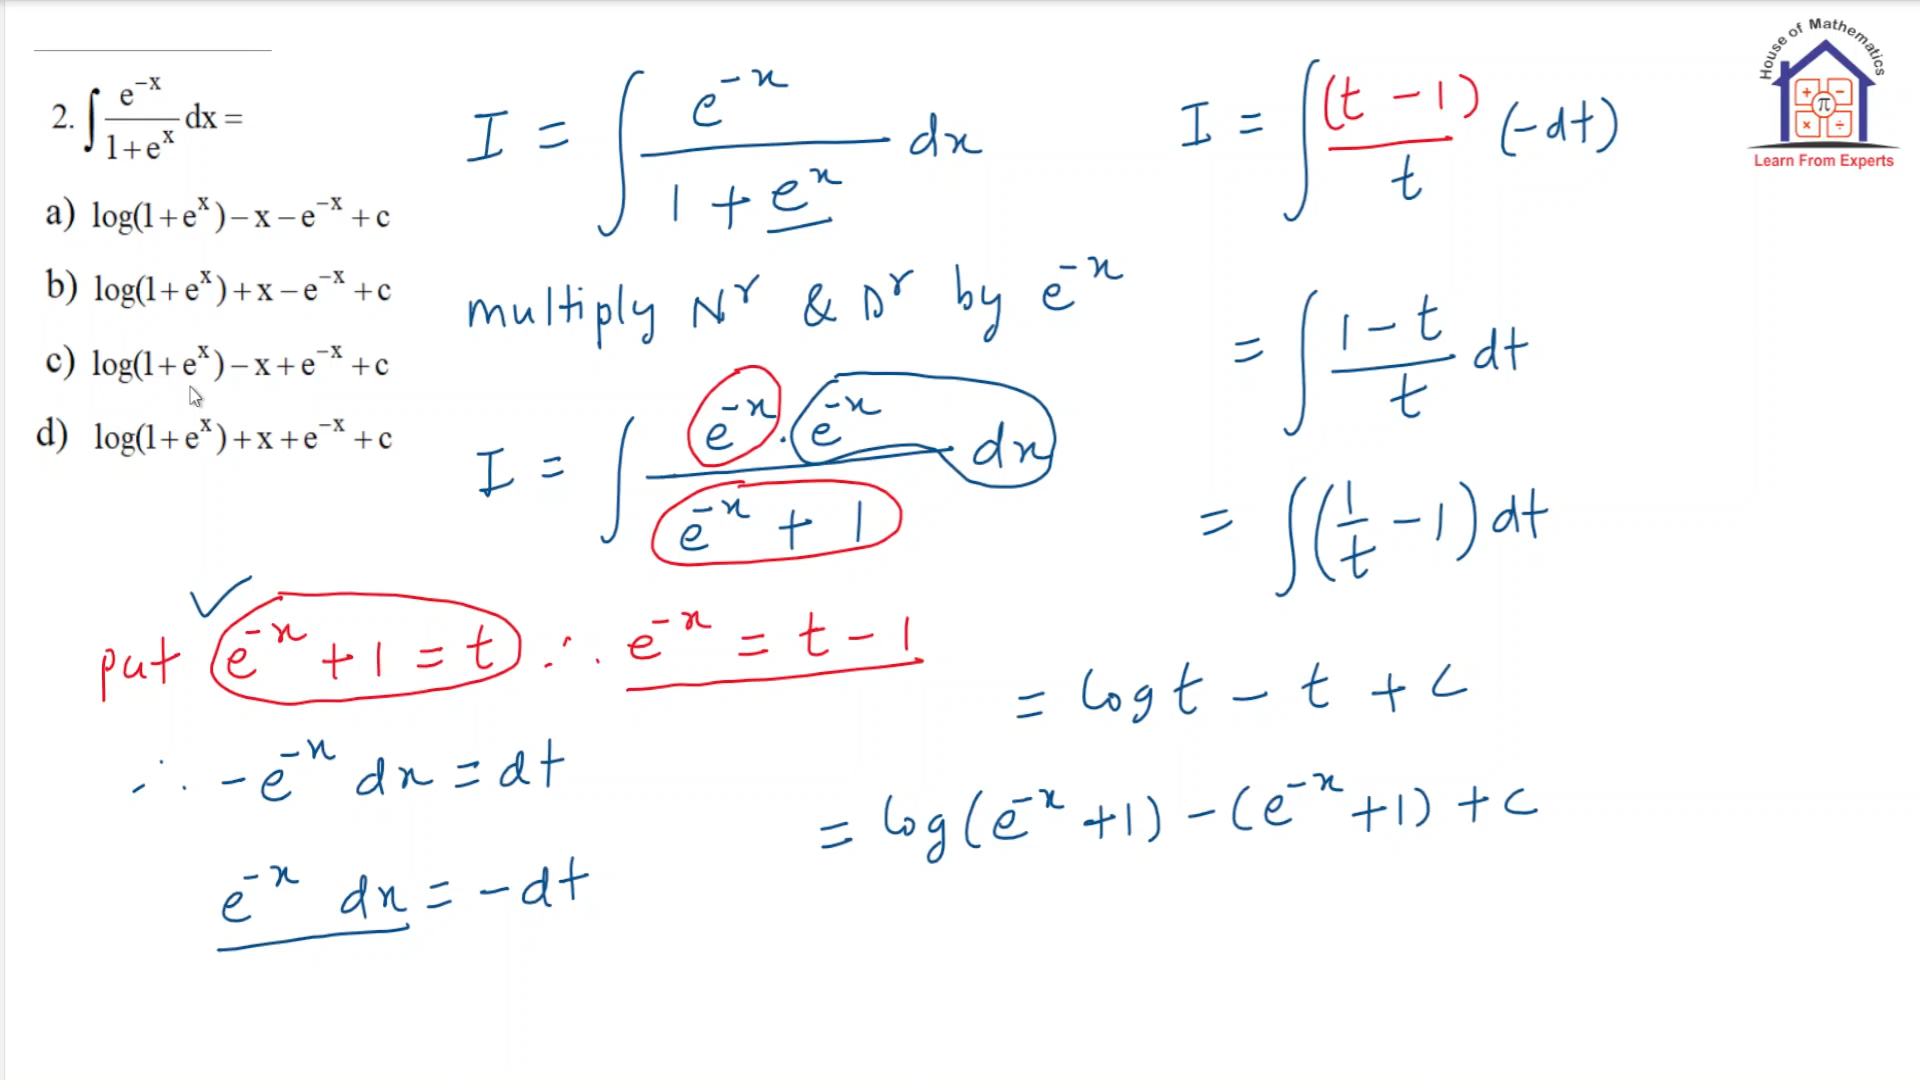 2. ∫ e^{-x}/(1+e^x) dx =
a) log(1+e^x)−x−e^{−x}+c
b) log(1+e^x)+x−e^{−x}+c
c) log(1+e^x)−x+e^{−x}+c
d) log(1+e^x)+x+e^{−x}+c
I = ∫ e^{-x}/(1 + e^x) dx
multiply N^r & D^r by e^{-x}
I = ∫ e^{-x} · e^{-x}/(e^{-x} + 1) dx
put e^{-x} + 1 = t ∴ e^{-x} = t − 1
∴ −e^{-x} dx = dt
e^{-x} dx = −dt
I = ∫ (t − 1)/t (−dt)
= ∫ (1 − t)/t dt
= ∫ (1/t − 1) dt
= log t − t + c
= log(e^{-x} + 1) − (e^{-x} + 1) + c
House of Mathematics
+ −
π
× ÷
Learn From Experts